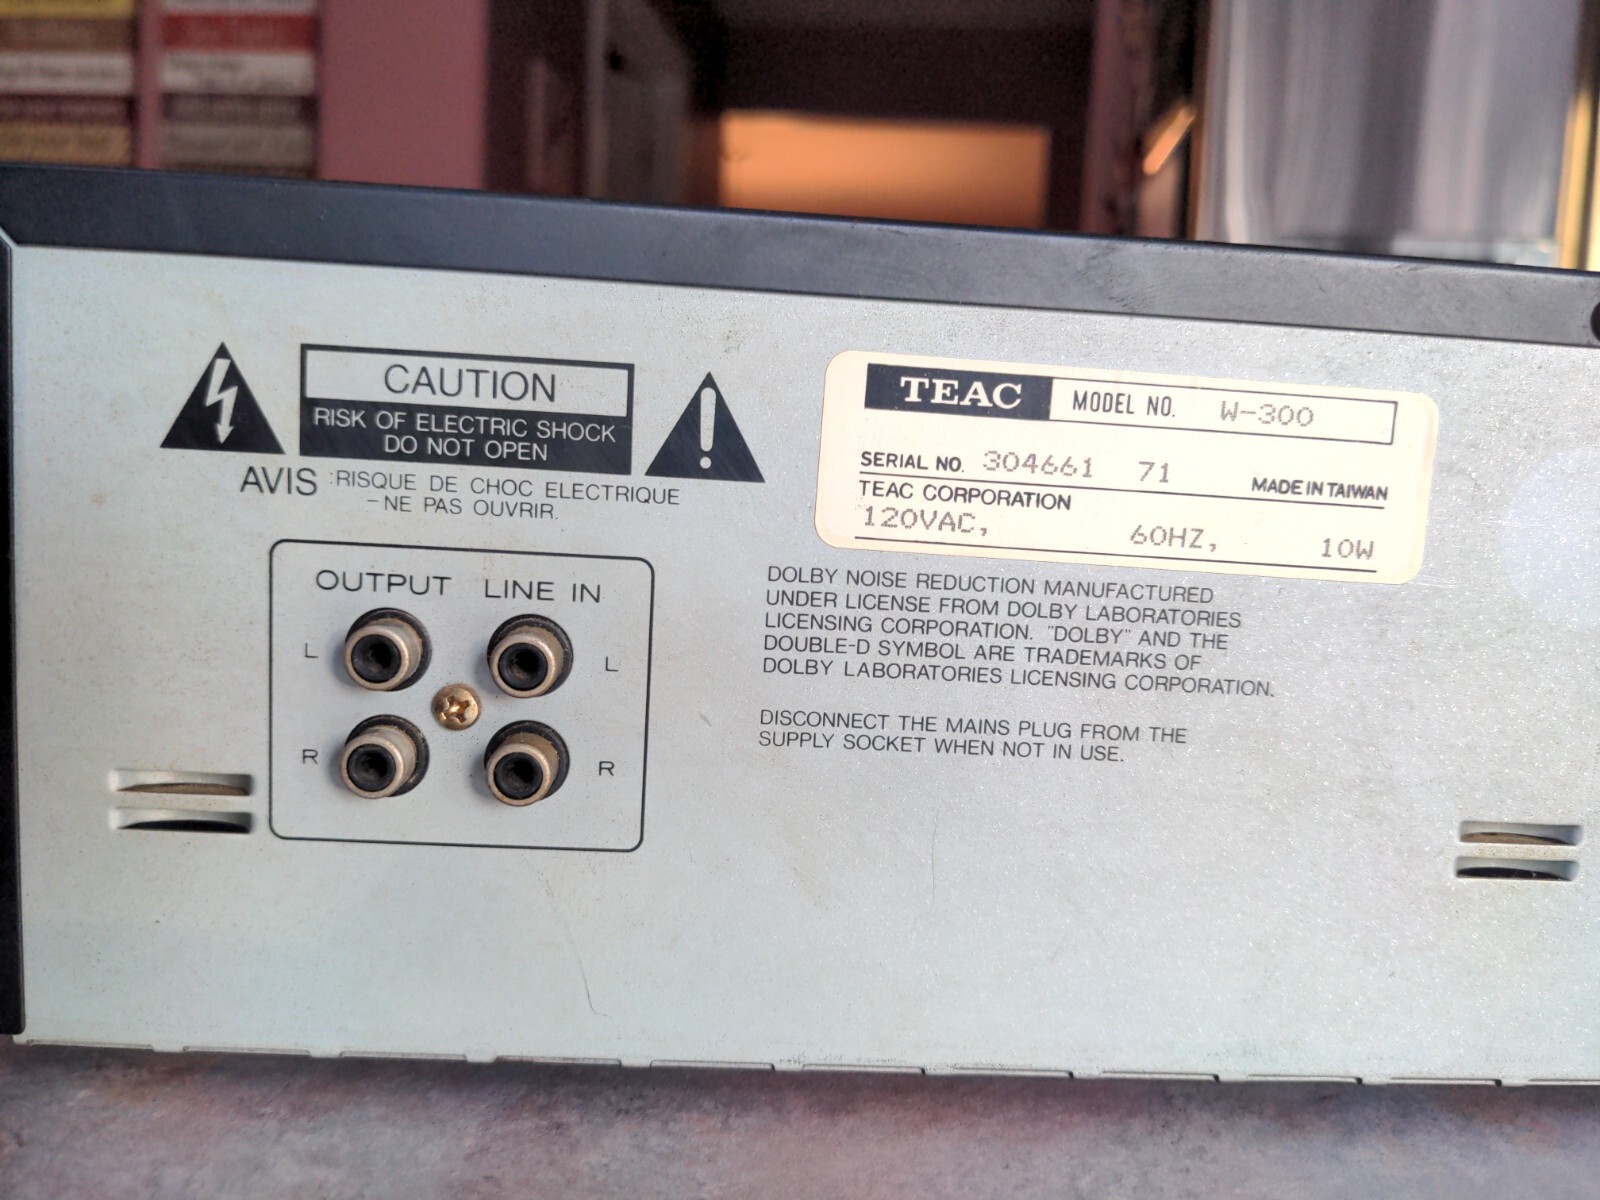 CAUTION
RISK OF ELECTRIC SHOCK
DO NOT OPEN
AVIS :RISQUE DE CHOC ELECTRIQUE
-NE PAS OUVRIR.
OUTPUT LINE IN
L L
R R
TEAC MODEL NO. W-300
SERIAL NO. 304661 71 MADE IN TAIWAN
TEAC CORPORATION
120VAC, 60HZ, 10W
DOLBY NOISE REDUCTION MANUFACTURED
UNDER LICENSE FROM DOLBY LABORATORIES
LICENSING CORPORATION. "DOLBY" AND THE
DOUBLE-D SYMBOL ARE TRADEMARKS OF
DOLBY LABORATORIES LICENSING CORPORATION.
DISCONNECT THE MAINS PLUG FROM THE
SUPPLY SOCKET WHEN NOT IN USE.